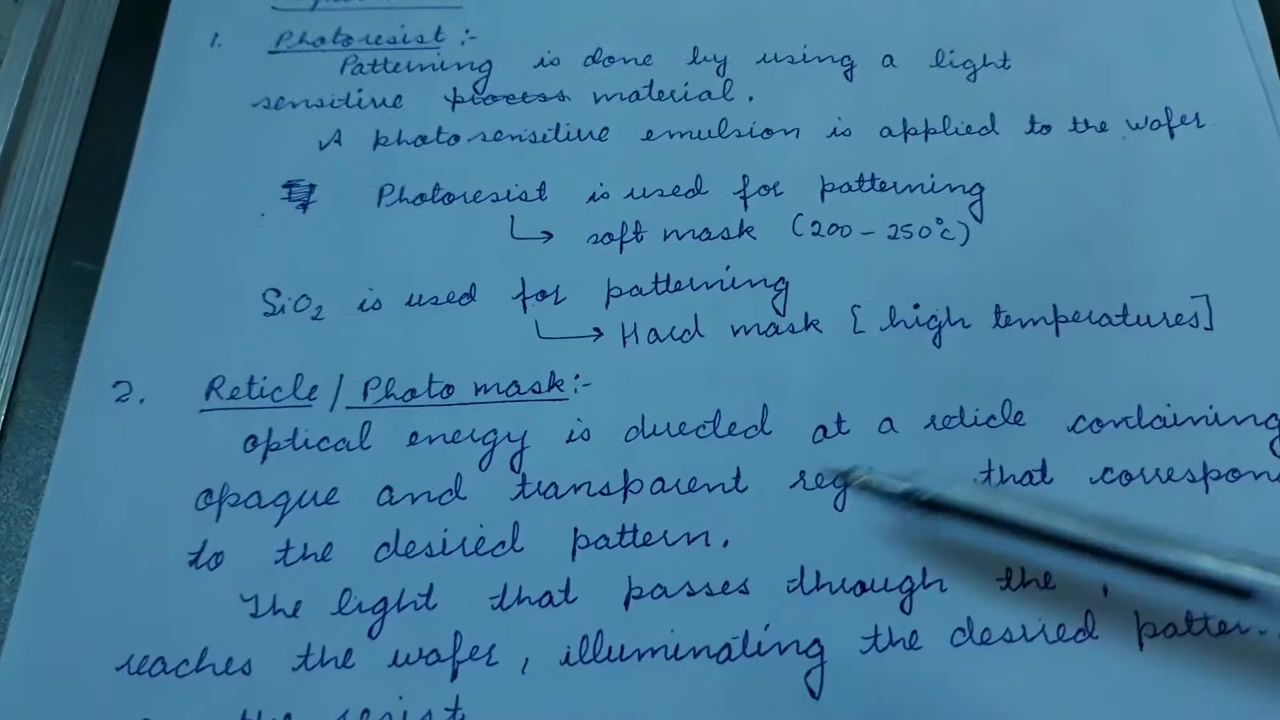 1. Photoresist :-
Patterning is done by using a light
sensitive process material.
A photosensitive emulsion is applied to the wafer
Photoresist is used for patterning
↳ soft mask (200 - 250°c)
SiO₂ is used for patterning
↳ Hard mask [high temperatures]
2. Reticle / Photo mask :-
optical energy is directed at a reticle containing
opaque and transparent that
to the desired pattern.
The light that passes through the
reaches the wafer, illuminating the desired
the resist